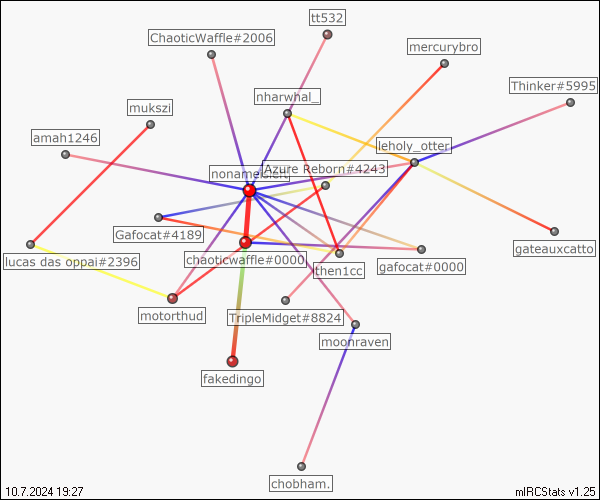 tt532
ChaoticWaffle#2006
mercurybro
Thinker#5995
nharwhal_
mukszi
amah1246
leholy_otter
Azure Reborn#4243
Gafocat#4189
gateauxcatto
lucas das oppai#2396
chaoticwaffle#0000
then1cc
gafocat#0000
motorthud
TripleMidget#8824
moonraven
fakedingo
chobham.
10.7.2024 19:27
mIRCStats v1.25